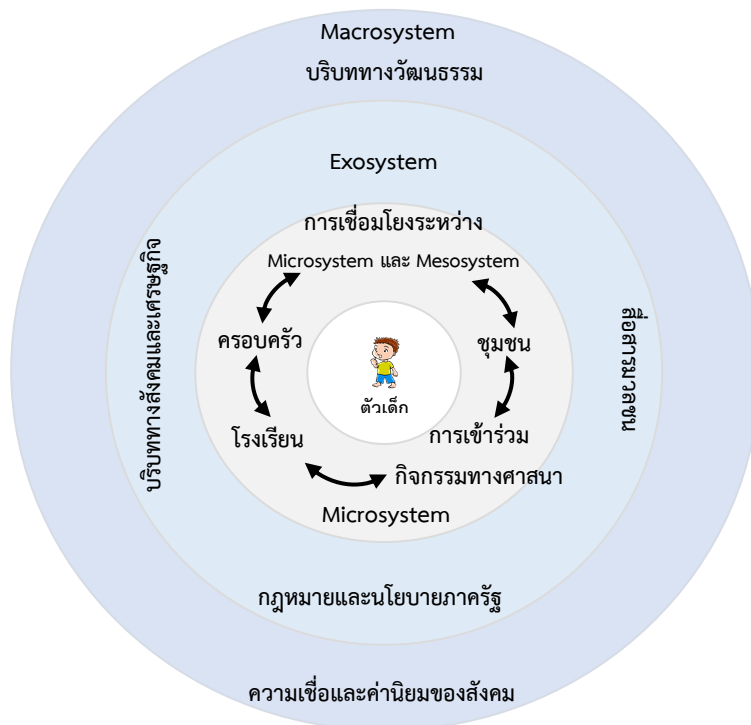 Macrosystem
บริบททางวัฒนธรรม
Exosystem
การเชื่อมโยงระหว่าง
Microsystem และ Mesosystem
บริบททางสังคมและเศรษฐกิจ
สื่อสารมวลชน
ครอบครัว
ชุมชน
ตัวเด็ก
โรงเรียน
การเข้าร่วม
กิจกรรมทางศาสนา
Microsystem
กฎหมายและนโยบายภาครัฐ
ความเชื่อและค่านิยมของสังคม